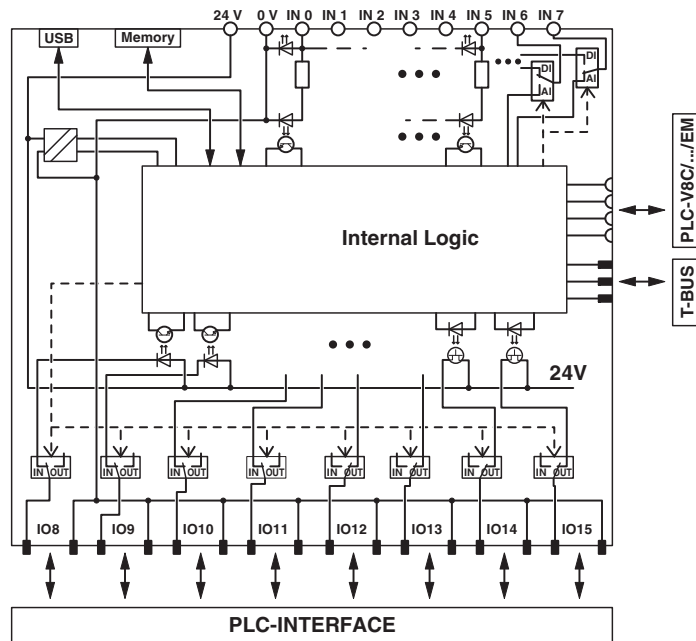 24 V 0 V IN 0 IN 1 IN 2 IN 3 IN 4 IN 5 IN 6 IN 7
USB Memory
DI DI
AI AI
Internal Logic
PLC-V8C/.../EM
T-BUS
24V
IN OUT IN OUT IN OUT IN OUT IN OUT IN OUT IN OUT IN OUT
IO8 IO9 IO10 IO11 IO12 IO13 IO14 IO15
PLC-INTERFACE